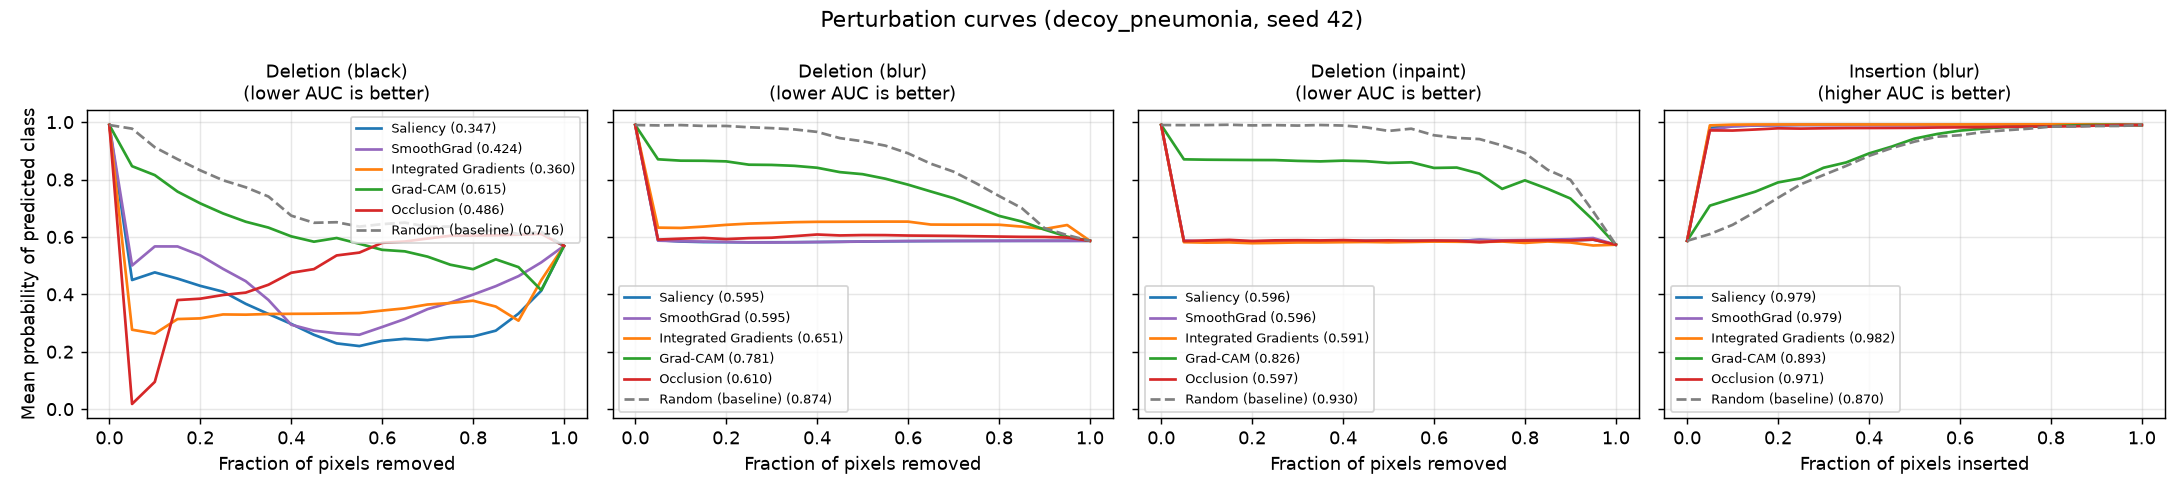 Perturbation curves (decoy_pneumonia, seed 42)
Deletion (black)
(lower AUC is better)
Mean probability of predicted class
1.0
0.8
0.6
0.4
0.2
0.0
Saliency (0.347)
SmoothGrad (0.424)
Integrated Gradients (0.360)
Grad-CAM (0.615)
Occlusion (0.486)
Random (baseline) (0.716)
0.0 0.2 0.4 0.6 0.8 1.0
Fraction of pixels removed
Deletion (blur)
(lower AUC is better)
Saliency (0.595)
SmoothGrad (0.595)
Integrated Gradients (0.651)
Grad-CAM (0.781)
Occlusion (0.610)
Random (baseline) (0.874)
0.0 0.2 0.4 0.6 0.8 1.0
Fraction of pixels removed
Deletion (inpaint)
(lower AUC is better)
Saliency (0.596)
SmoothGrad (0.596)
Integrated Gradients (0.591)
Grad-CAM (0.826)
Occlusion (0.597)
Random (baseline) (0.930)
0.0 0.2 0.4 0.6 0.8 1.0
Fraction of pixels removed
Insertion (blur)
(higher AUC is better)
Saliency (0.979)
SmoothGrad (0.979)
Integrated Gradients (0.982)
Grad-CAM (0.893)
Occlusion (0.971)
Random (baseline) (0.870)
0.0 0.2 0.4 0.6 0.8 1.0
Fraction of pixels inserted